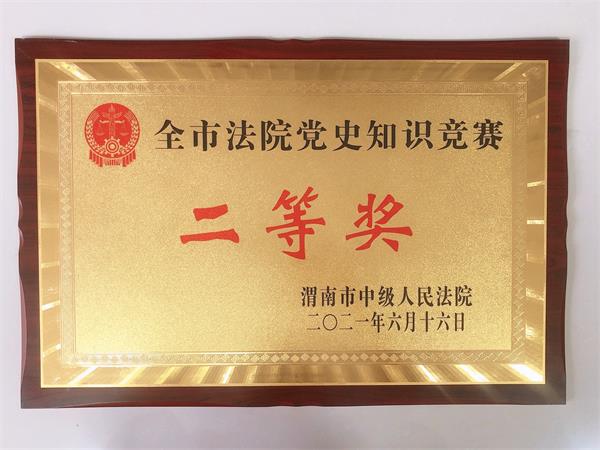 全市法院党史知识竞赛
二等奖
渭南市中级人民法院
二〇二一年六月十六日